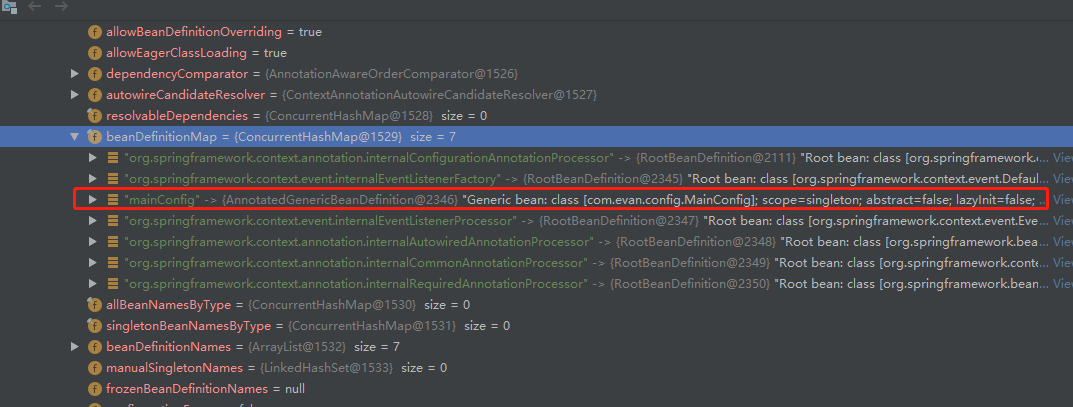 allowBeanDefinitionOverriding = true
allowEagerClassLoading = true
dependencyComparator = {AnnotationAwareOrderComparator@1526}
autowireCandidateResolver = {ContextAnnotationAutowireCandidateResolver@1527}
resolvableDependencies = {ConcurrentHashMap@1528} size = 0
beanDefinitionMap = {ConcurrentHashMap@1529} size = 7
"org.springframework.context.annotation.internalConfigurationAnnotationProcessor" -> {RootBeanDefinition@2111} "Root bean: class [org.springframework.c... View
"org.springframework.context.event.internalEventListenerFactory" -> {RootBeanDefinition@2345} "Root bean: class [org.springframework.context.event.Defaul... View
"mainConfig" -> {AnnotatedGenericBeanDefinition@2346} "Generic bean: class [com.evan.config.MainConfig]; scope=singleton; abstract=false; lazyInit=false; ... View
"org.springframework.context.event.internalEventListenerProcessor" -> {RootBeanDefinition@2347} "Root bean: class [org.springframework.context.event.Eve... View
"org.springframework.context.annotation.internalAutowiredAnnotationProcessor" -> {RootBeanDefinition@2348} "Root bean: class [org.springframework.bea... View
"org.springframework.context.annotation.internalCommonAnnotationProcessor" -> {RootBeanDefinition@2349} "Root bean: class [org.springframework.conte... View
"org.springframework.context.annotation.internalRequiredAnnotationProcessor" -> {RootBeanDefinition@2350} "Root bean: class [org.springframework.bean... View
allBeanNamesByType = {ConcurrentHashMap@1530} size = 0
singletonBeanNamesByType = {ConcurrentHashMap@1531} size = 0
beanDefinitionNames = {ArrayList@1532} size = 7
manualSingletonNames = {LinkedHashSet@1533} size = 0
frozenBeanDefinitionNames = null